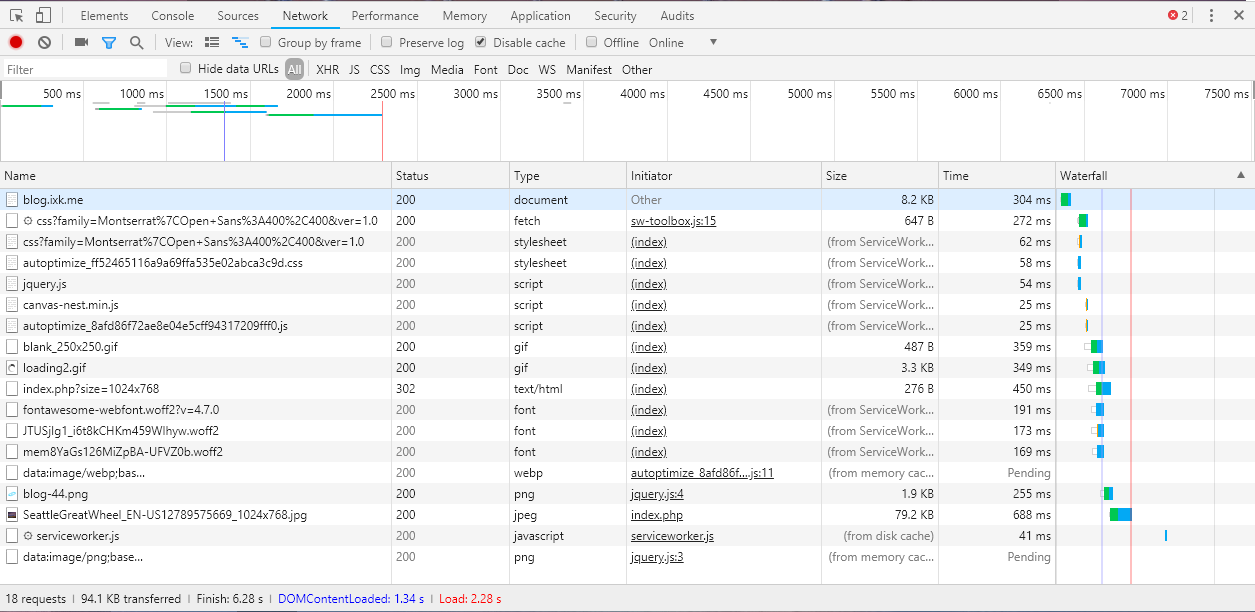 Elements Console Sources Network Performance Memory Application Security Audits 2
View: Group by frame Preserve log Disable cache Offline Online
Filter Hide data URLs All XHR JS CSS Img Media Font Doc WS Manifest Other
500 ms 1000 ms 1500 ms 2000 ms 2500 ms 3000 ms 3500 ms 4000 ms 4500 ms 5000 ms 5500 ms 6000 ms 6500 ms 7000 ms 7500 ms
Name Status Type Initiator Size Time Waterfall
blog.ixk.me 200 document Other 8.2 KB 304 ms
css?family=Montserrat%7COpen+Sans%3A400%2C400&ver=1.0 200 fetch sw-toolbox.js:15 647 B 272 ms
css?family=Montserrat%7COpen+Sans%3A400%2C400&ver=1.0 200 stylesheet (index) (from ServiceWork... 62 ms
autoptimize_ff52465116a9a69ffa535e02abca3c9d.css 200 stylesheet (index) (from ServiceWork... 58 ms
jquery.js 200 script (index) (from ServiceWork... 54 ms
canvas-nest.min.js 200 script (index) (from ServiceWork... 25 ms
autoptimize_8afd86f72ae8e04e5cff94317209fff0.js 200 script (index) (from ServiceWork... 25 ms
blank_250x250.gif 200 gif (index) 487 B 359 ms
loading2.gif 200 gif (index) 3.3 KB 349 ms
index.php?size=1024x768 302 text/html (index) 276 B 450 ms
fontawesome-webfont.woff2?v=4.7.0 200 font (index) (from ServiceWork... 191 ms
JTUSjIg1_i6t8kCHKm459Wlhyw.woff2 200 font (index) (from ServiceWork... 173 ms
mem8YaGs126MiZpBA-UFVZ0b.woff2 200 font (index) (from ServiceWork... 169 ms
data:image/webp;bas... 200 webp autoptimize_8afd86f....js:11 (from memory cac... Pending
blog-44.png 200 png jquery.js:4 1.9 KB 255 ms
SeattleGreatWheel_EN-US12789575669_1024x768.jpg 200 jpeg index.php 79.2 KB 688 ms
serviceworker.js 200 javascript serviceworker.js (from disk cache) 41 ms
data:image/png;base... 200 png jquery.js:3 (from memory cac... Pending
18 requests | 94.1 KB transferred | Finish: 6.28 s | DOMContentLoaded: 1.34 s | Load: 2.28 s